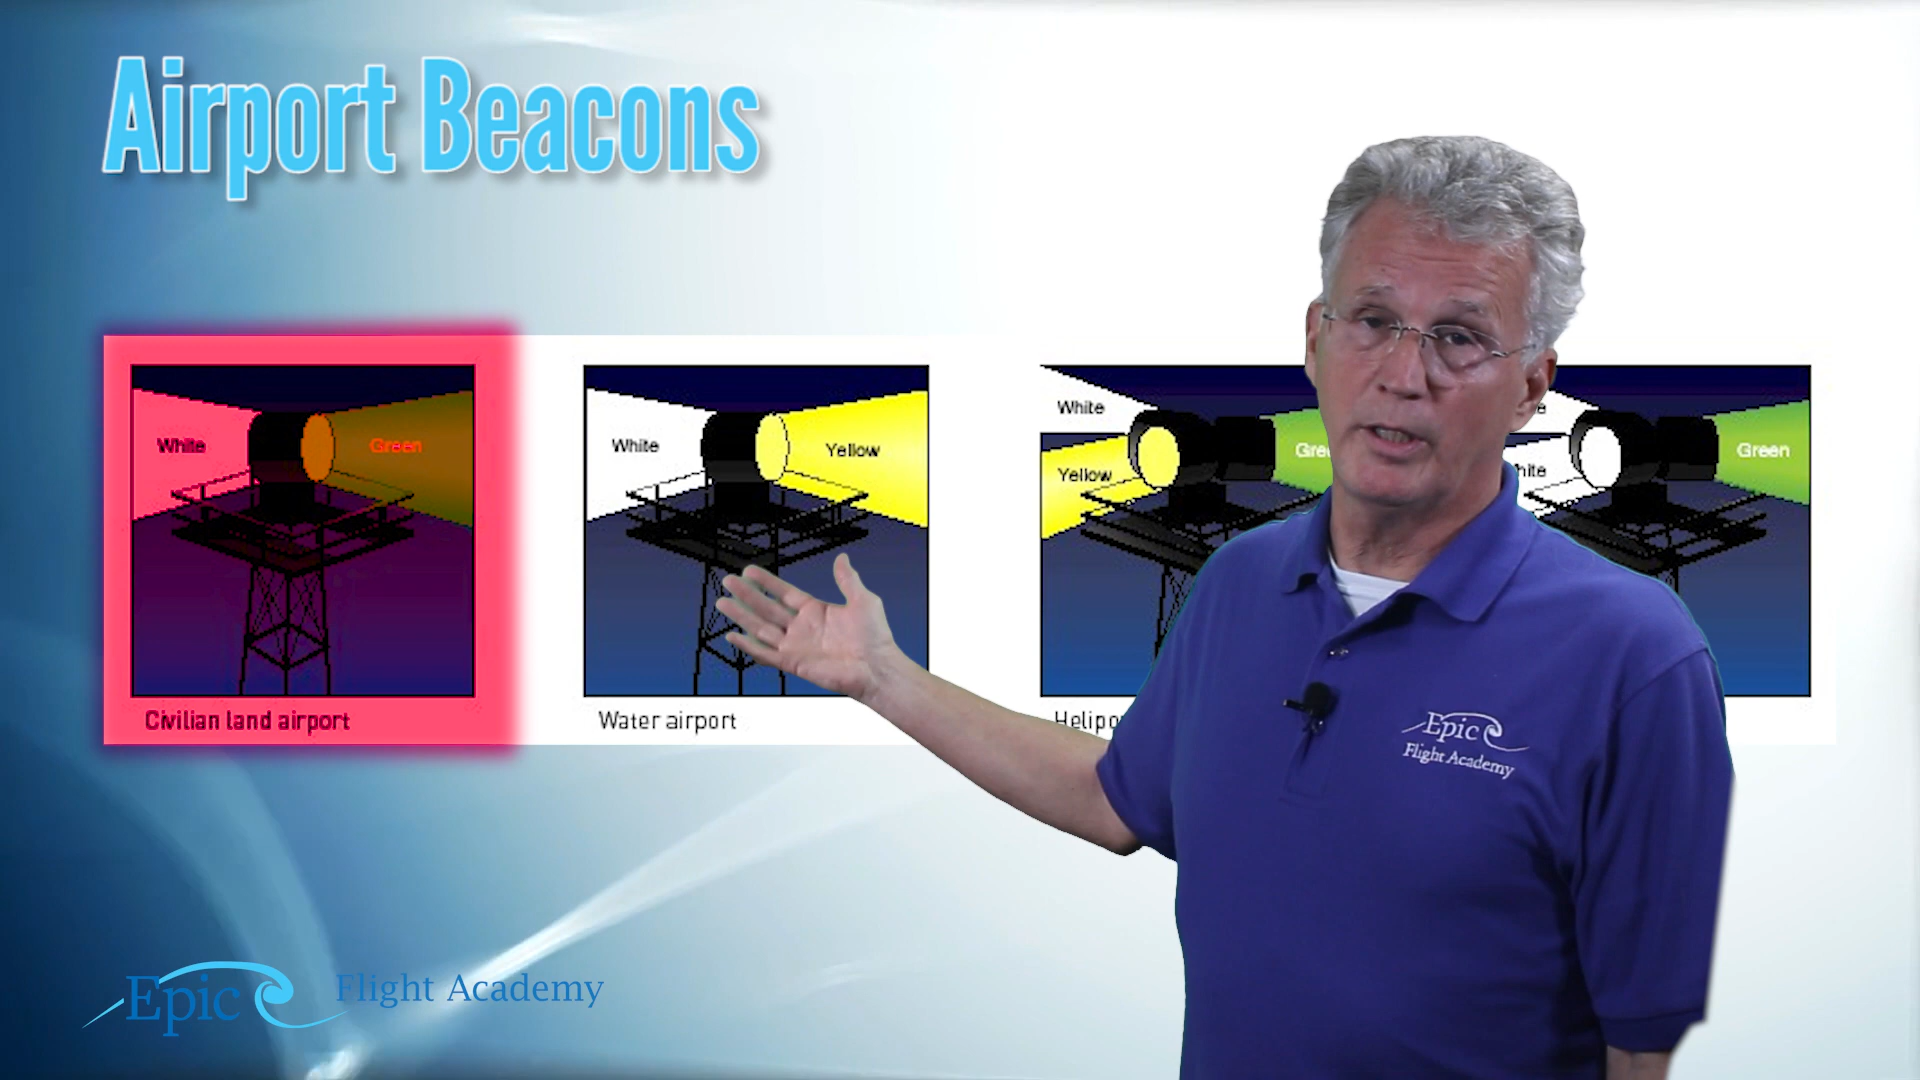 Airport Beacons
White
Green
White
Yellow
White
Yellow
Green
Civilian land airport
Water airport
Epic
Flight Academy
Epic Flight Academy